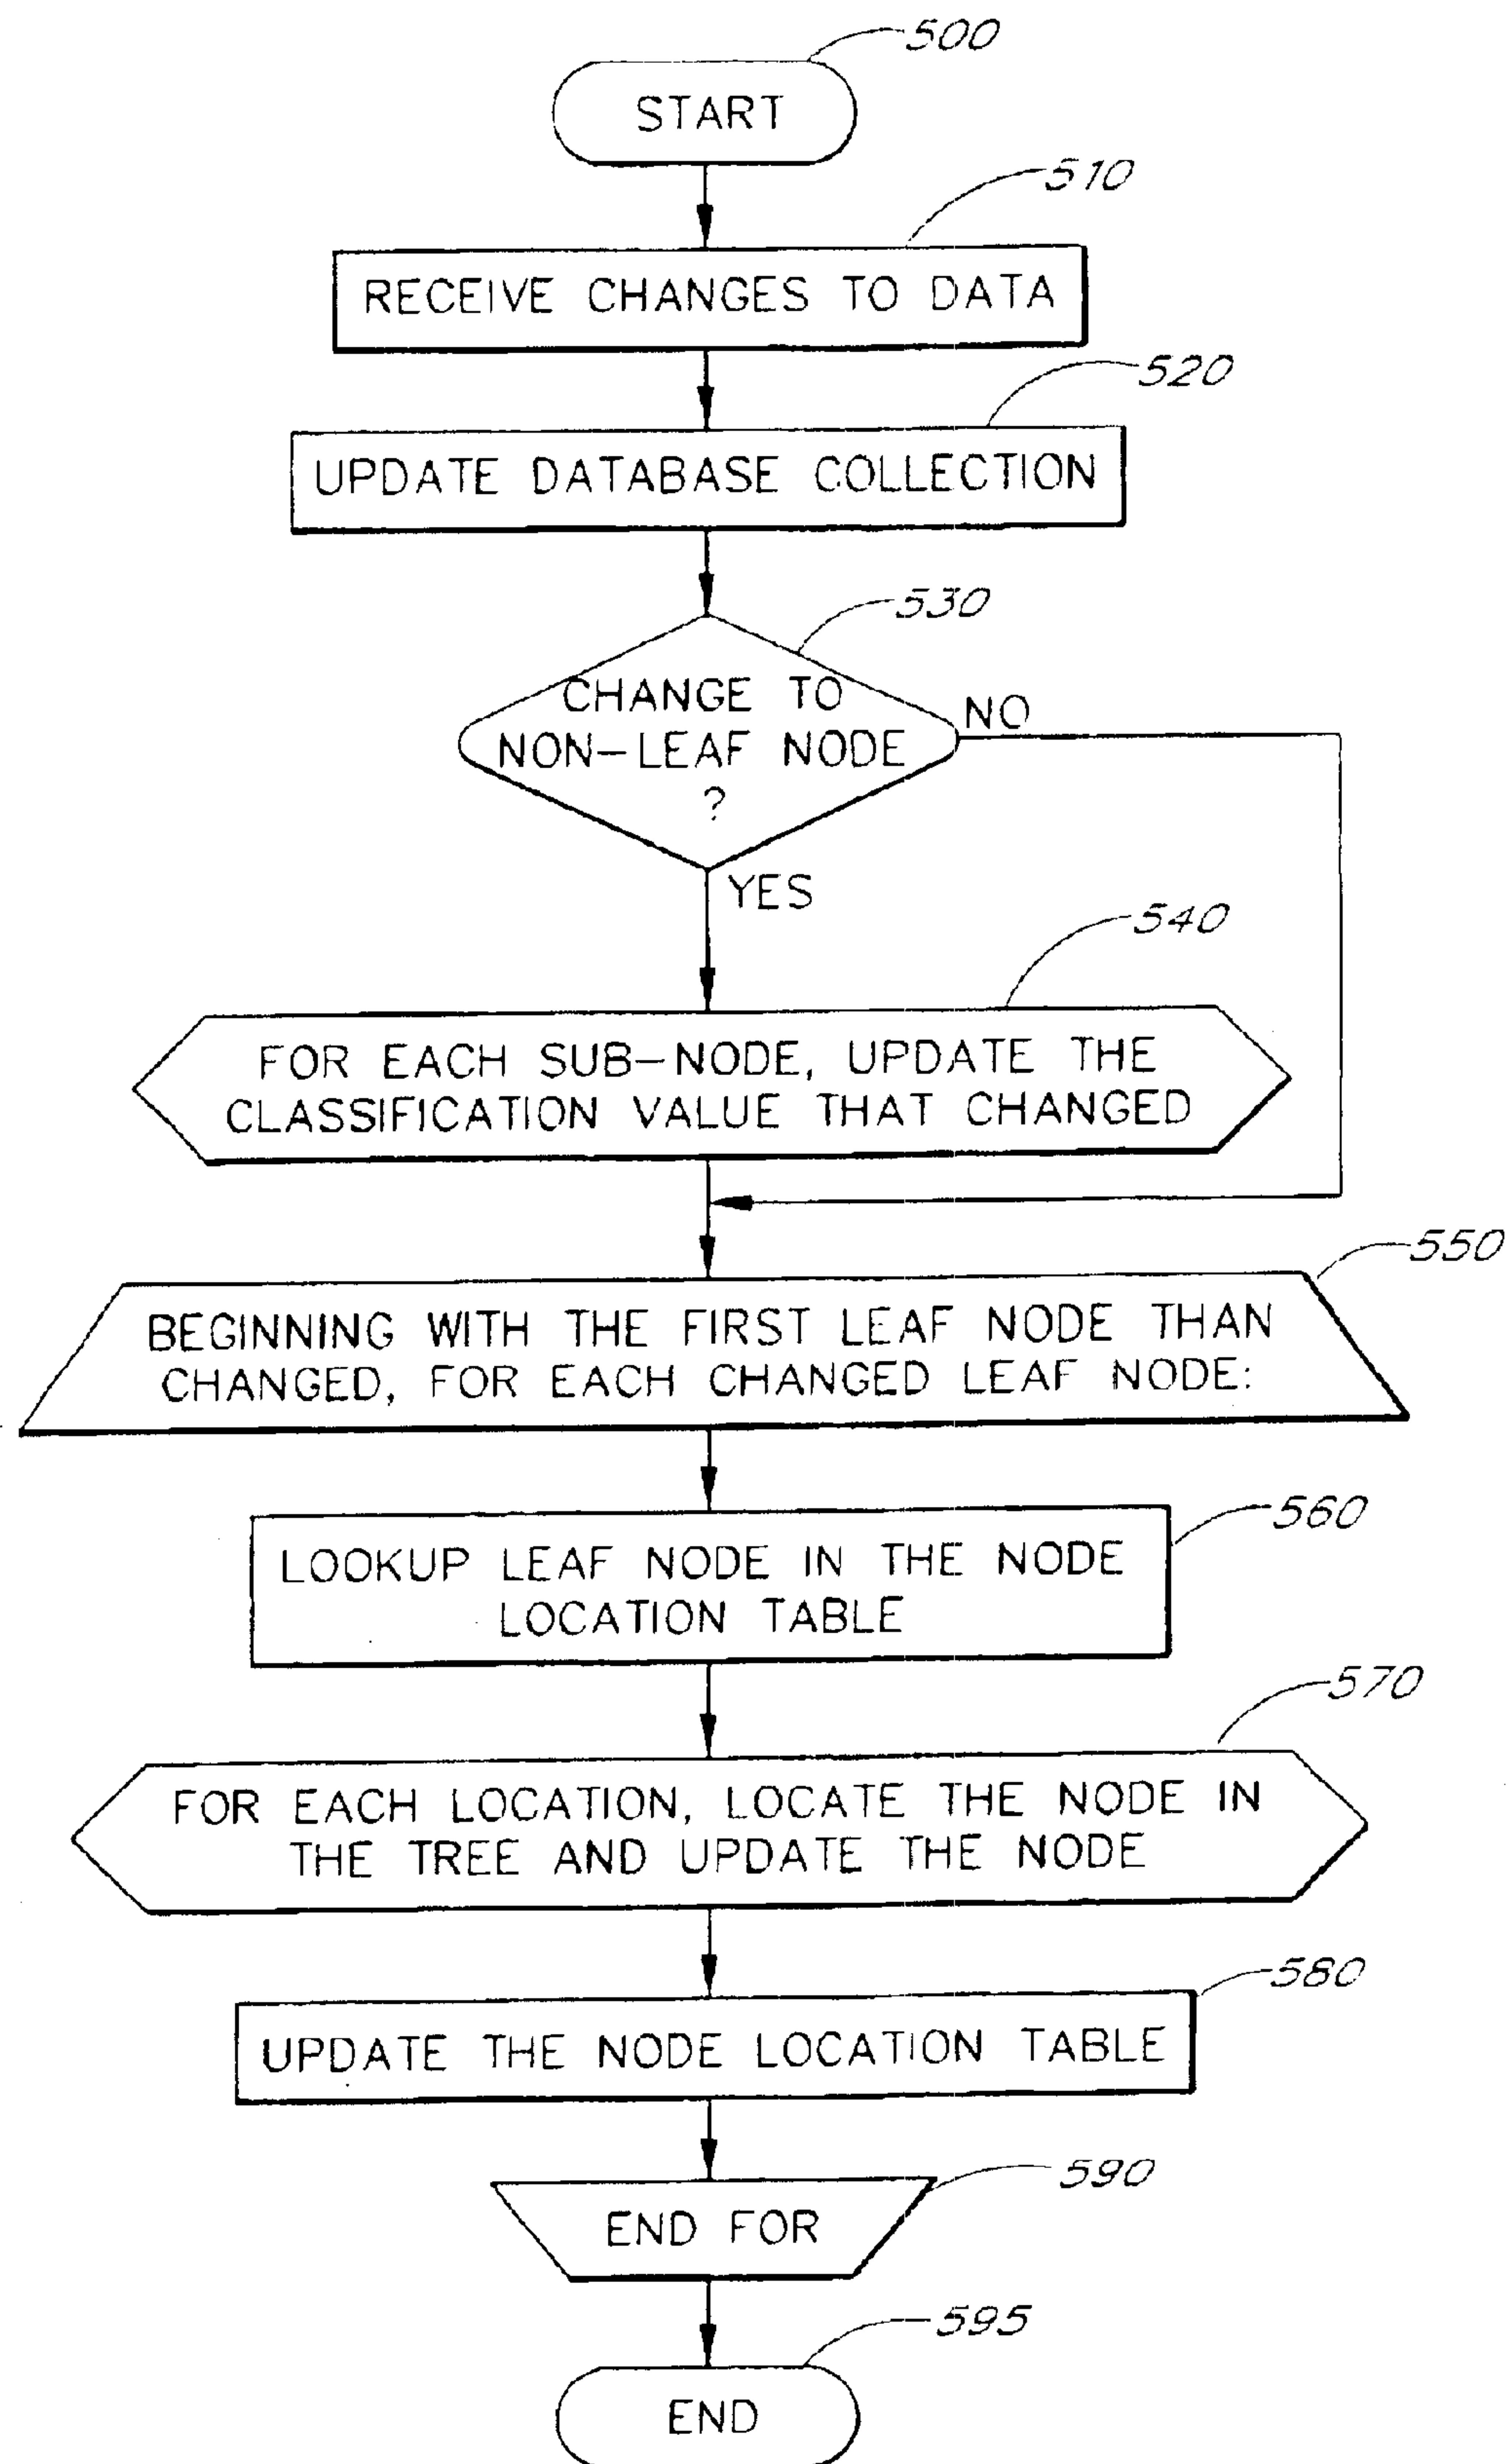 500
START
510
RECEIVE CHANGES TO DATA
520
UPDATE DATABASE COLLECTION
530
CHANGE TO
NON-LEAF NODE
?
NO
YES
540
FOR EACH SUB-NODE, UPDATE THE
CLASSIFICATION VALUE THAT CHANGED
550
BEGINNING WITH THE FIRST LEAF NODE THAN
CHANGED, FOR EACH CHANGED LEAF NODE:
560
LOOKUP LEAF NODE IN THE NODE
LOCATION TABLE
570
FOR EACH LOCATION, LOCATE THE NODE IN
THE TREE AND UPDATE THE NODE
580
UPDATE THE NODE LOCATION TABLE
590
END FOR
595
END